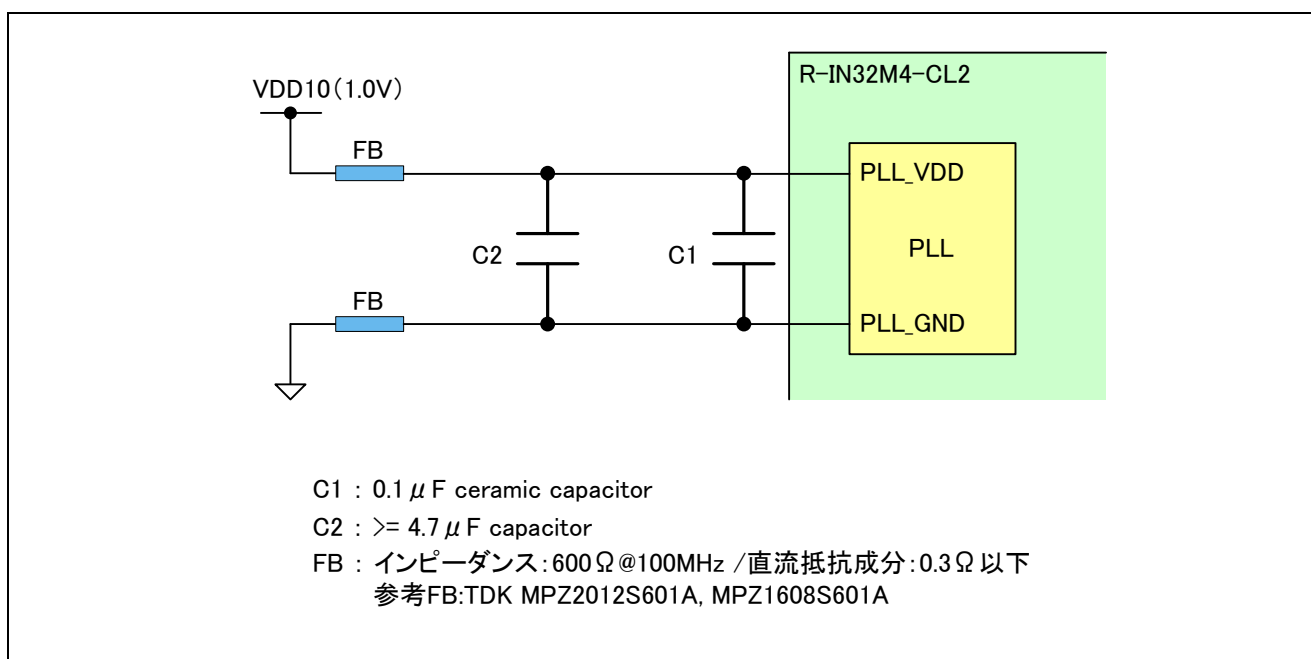 R-IN32M4-CL2
VDD10(1.0V)
FB
PLL_VDD
C2
C1
PLL
FB
PLL_GND
C1 : 0.1μF ceramic capacitor
C2 : >= 4.7μF capacitor
FB : インピーダンス:600Ω@100MHz /直流抵抗成分:0.3Ω以下
参考FB:TDK MPZ2012S601A, MPZ1608S601A